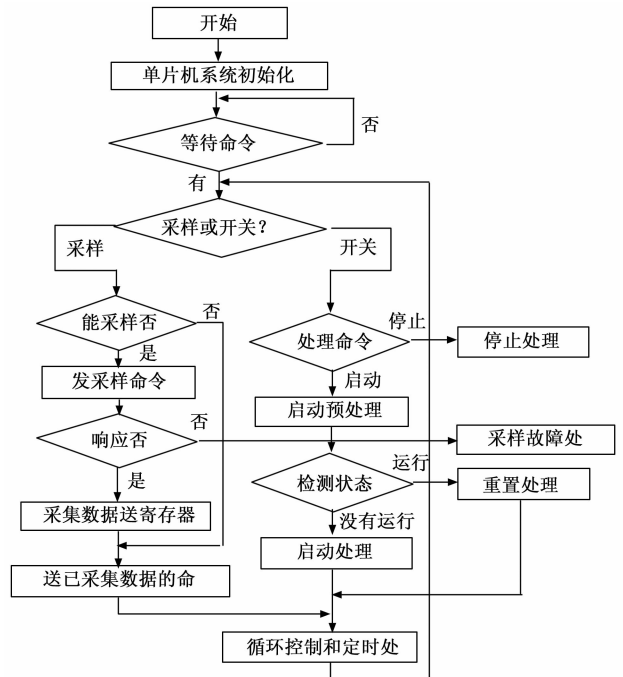 开始
单片机系统初始化
否
等待命令
有
采样或开关？
采样
开关
能采样否
否
停止
处理命令
停止处理
是
启动
发采样命令
启动预处理
否
响应否
采样故障处
运行
检测状态
重置处理
是
没有运行
采集数据送寄存器
启动处理
送已采集数据的命
循环控制和定时处